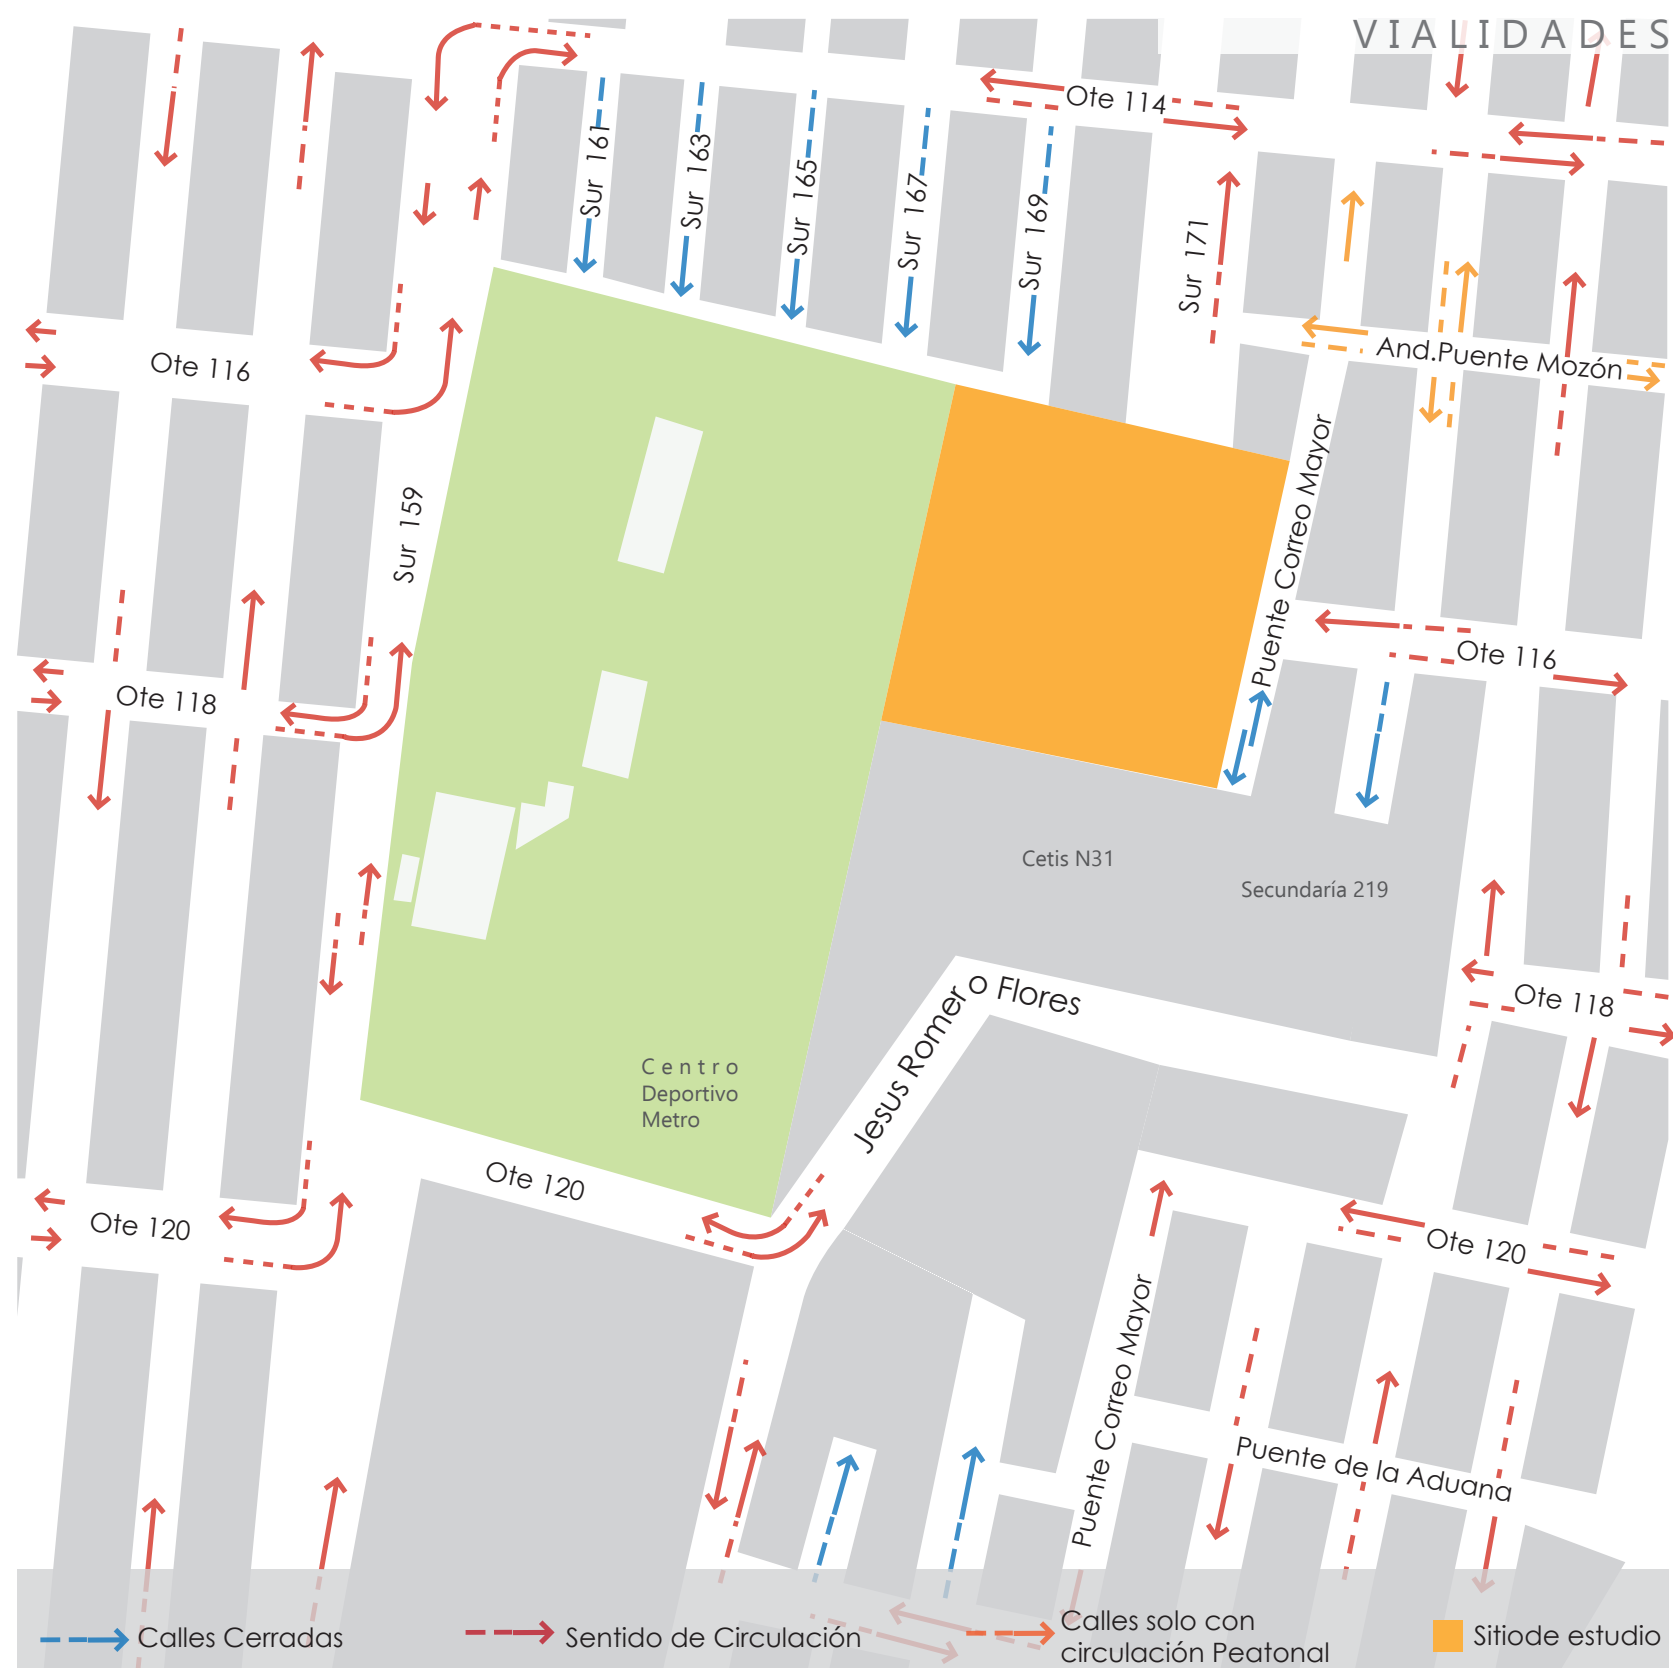 VIALIDADES
Ote 114
Sur 161
Sur 163
Sur 165
Sur 167
Sur 169
Sur 171
And.Puente Mozón
Ote 116
Sur 159
Puente Correo Mayor
Ote 116
Ote 118
Cetis N31
Secundaría 219
Ote 118
Jesus Romero Flores
Centro
Deportivo
Metro
Ote 120
Ote 120
Ote 120
Puente Correo Mayor
Puente de la Aduana
Calles Cerradas
Sentido de Circulación
Calles solo con
circulación Peatonal
Sitiode estudio